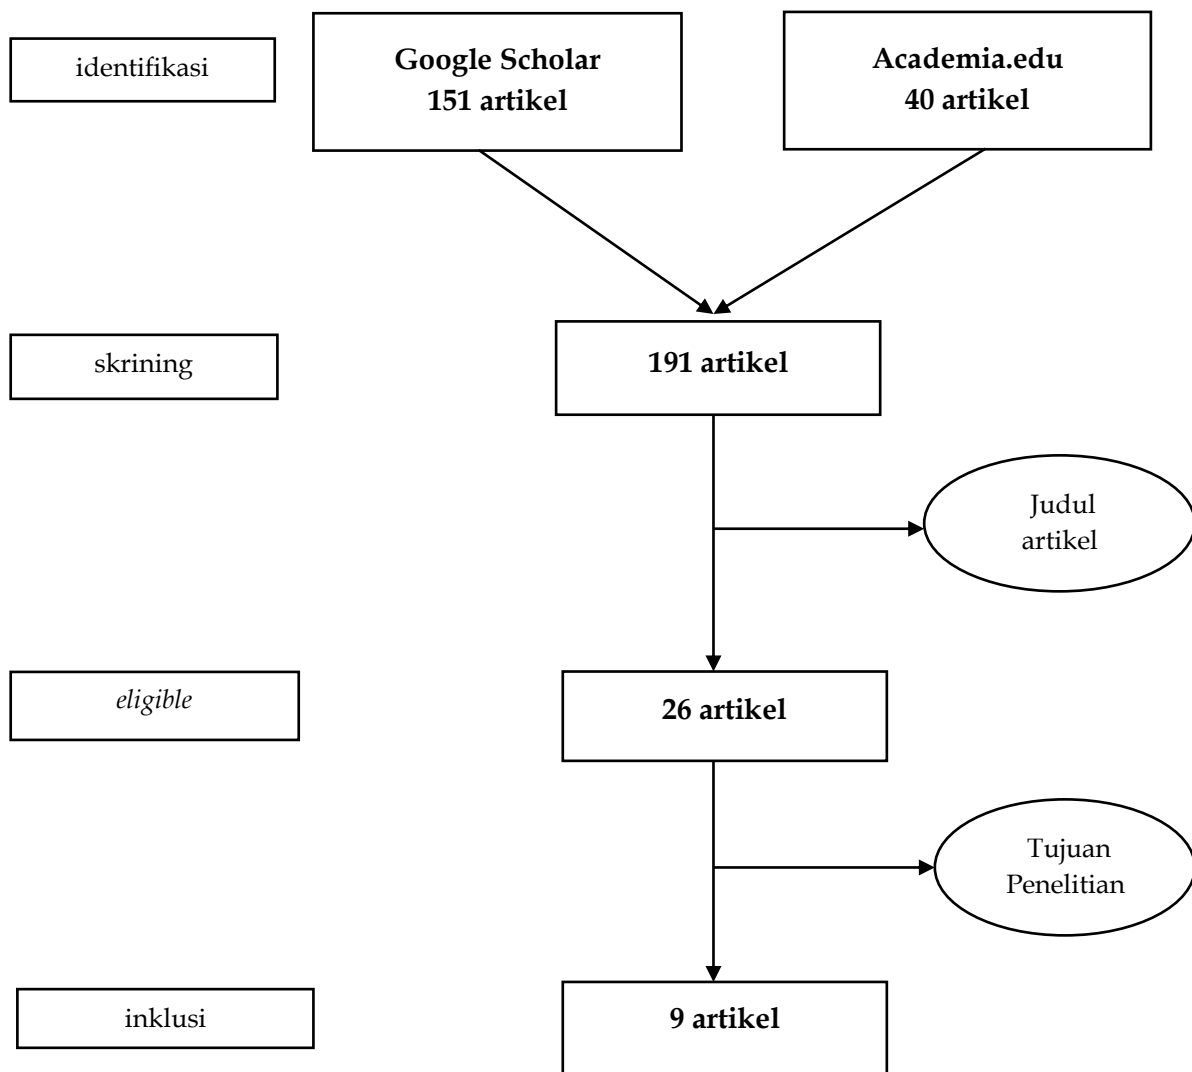 identifikasi
Google Scholar
151 artikel
Academia.edu
40 artikel
skrining
191 artikel
Judul
artikel
eligible
26 artikel
Tujuan
Penelitian
inklusi
9 artikel